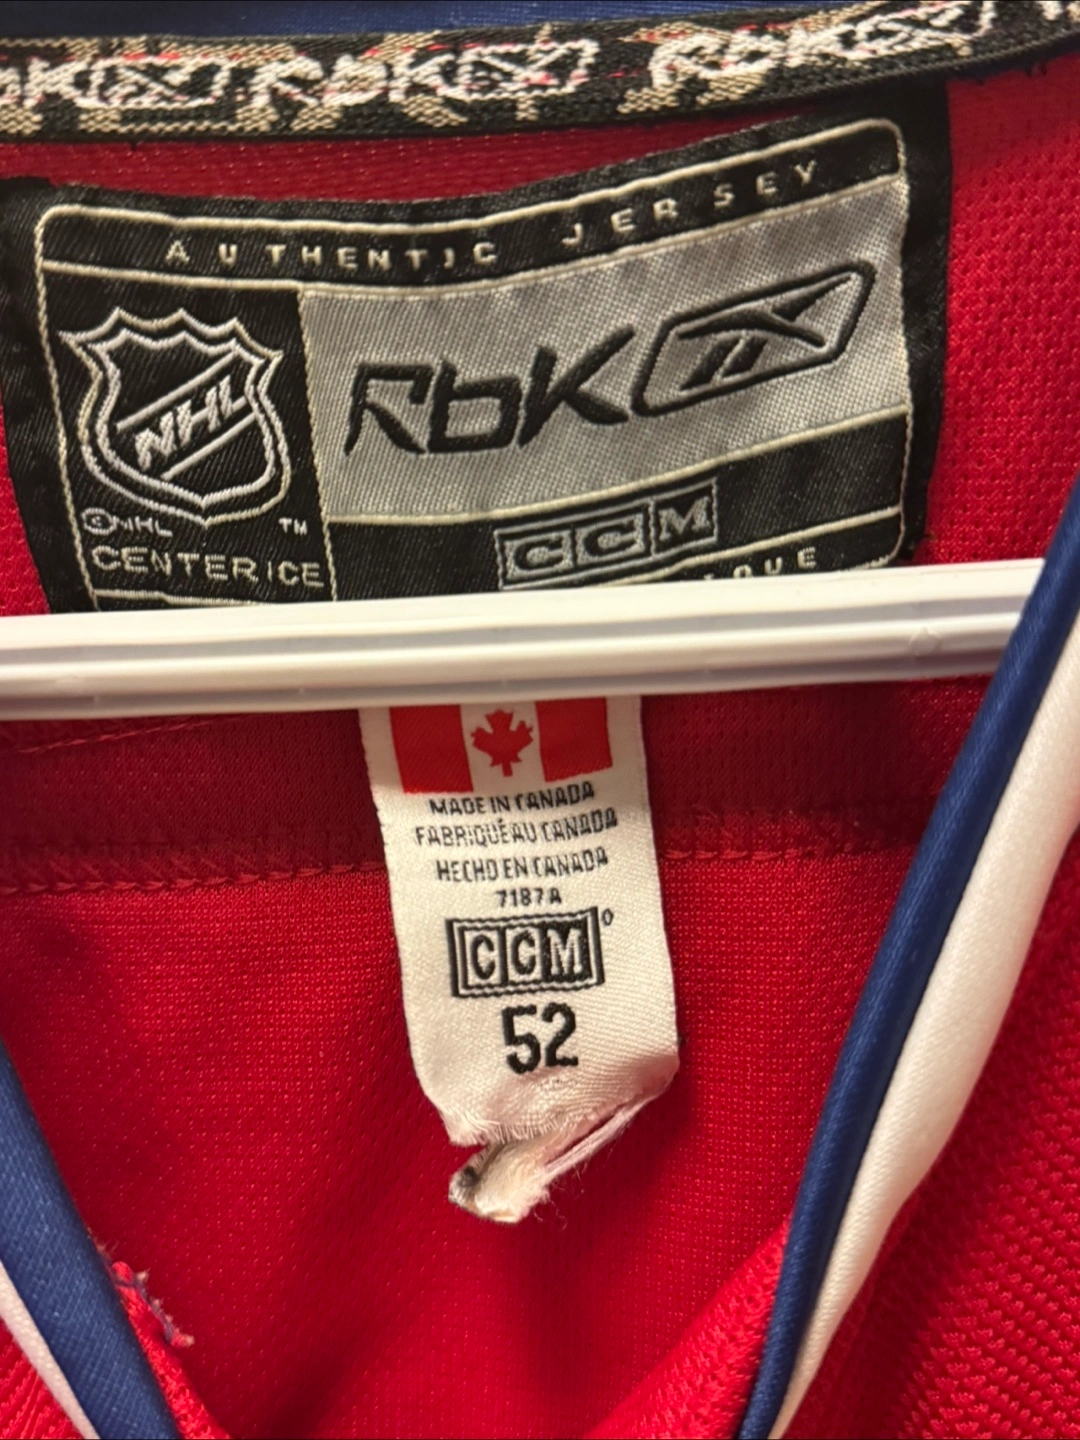 RbK RbK RbK
AUTHENTIC JERSEY
NHL
RbK
©NHL
TM
CENTER ICE
CCM
MADE IN CANADA
FABRIQUÉ AU CANADA
HECHO EN CANADA
7187A
CCM
52